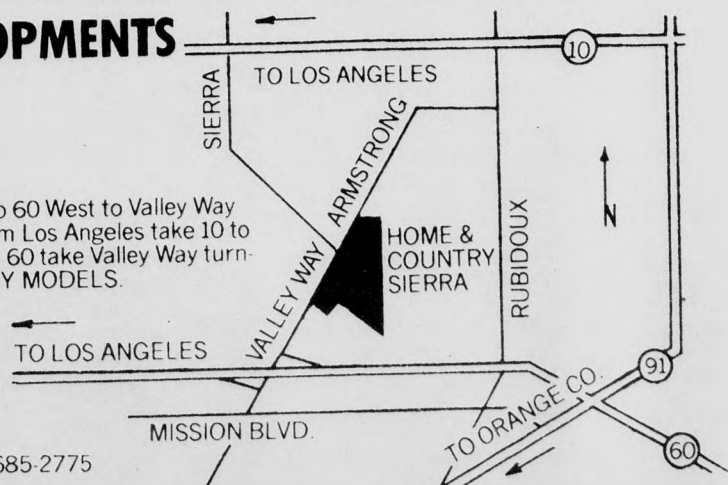 OPMENTS
10
TO LOS ANGELES
SIERRA
ARMSTRONG
o 60 West to Valley Way
m Los Angeles take 10 to
60 take Valley Way turn-
Y MODELS.
N
HOME &
COUNTRY
SIERRA
RUBIDOUX
VALLEY WAY
TO LOS ANGELES
91
TO ORANGE CO.
MISSION BLVD.
60
685-2775